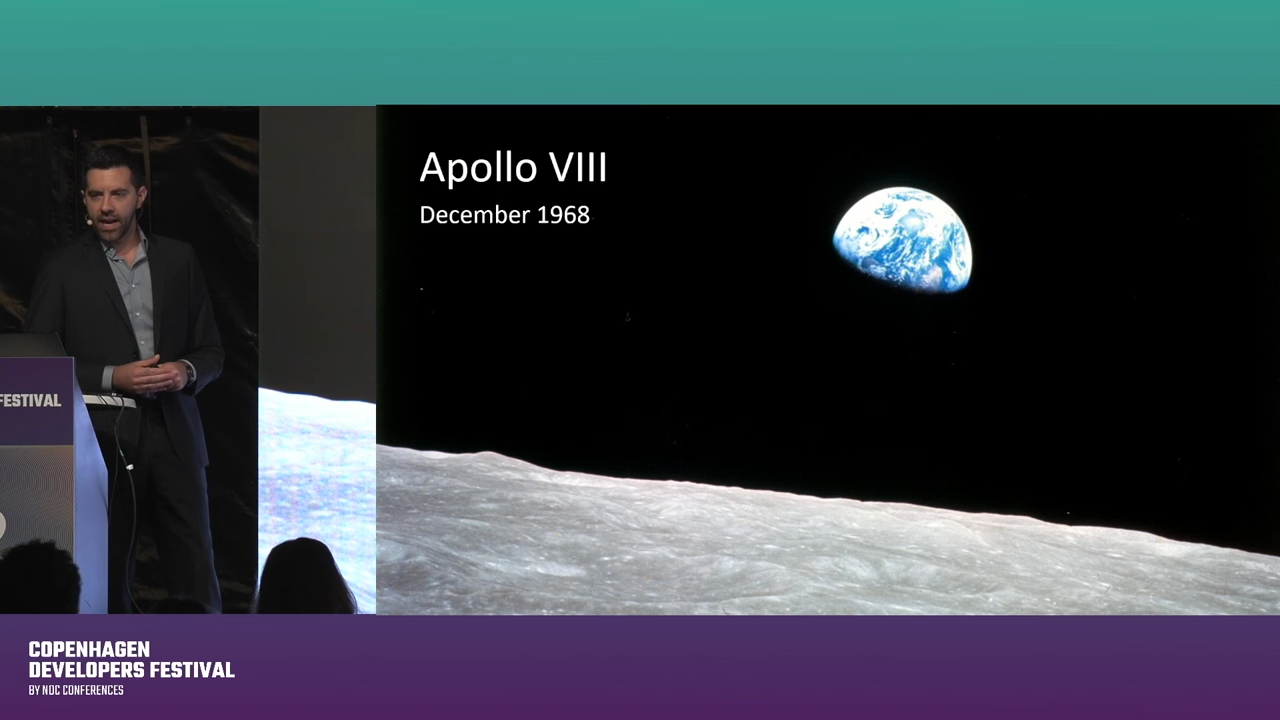 Apollo VIII
December 1968
FESTIVAL
COPENHAGEN
DEVELOPERS FESTIVAL
BY NDC CONFERENCES